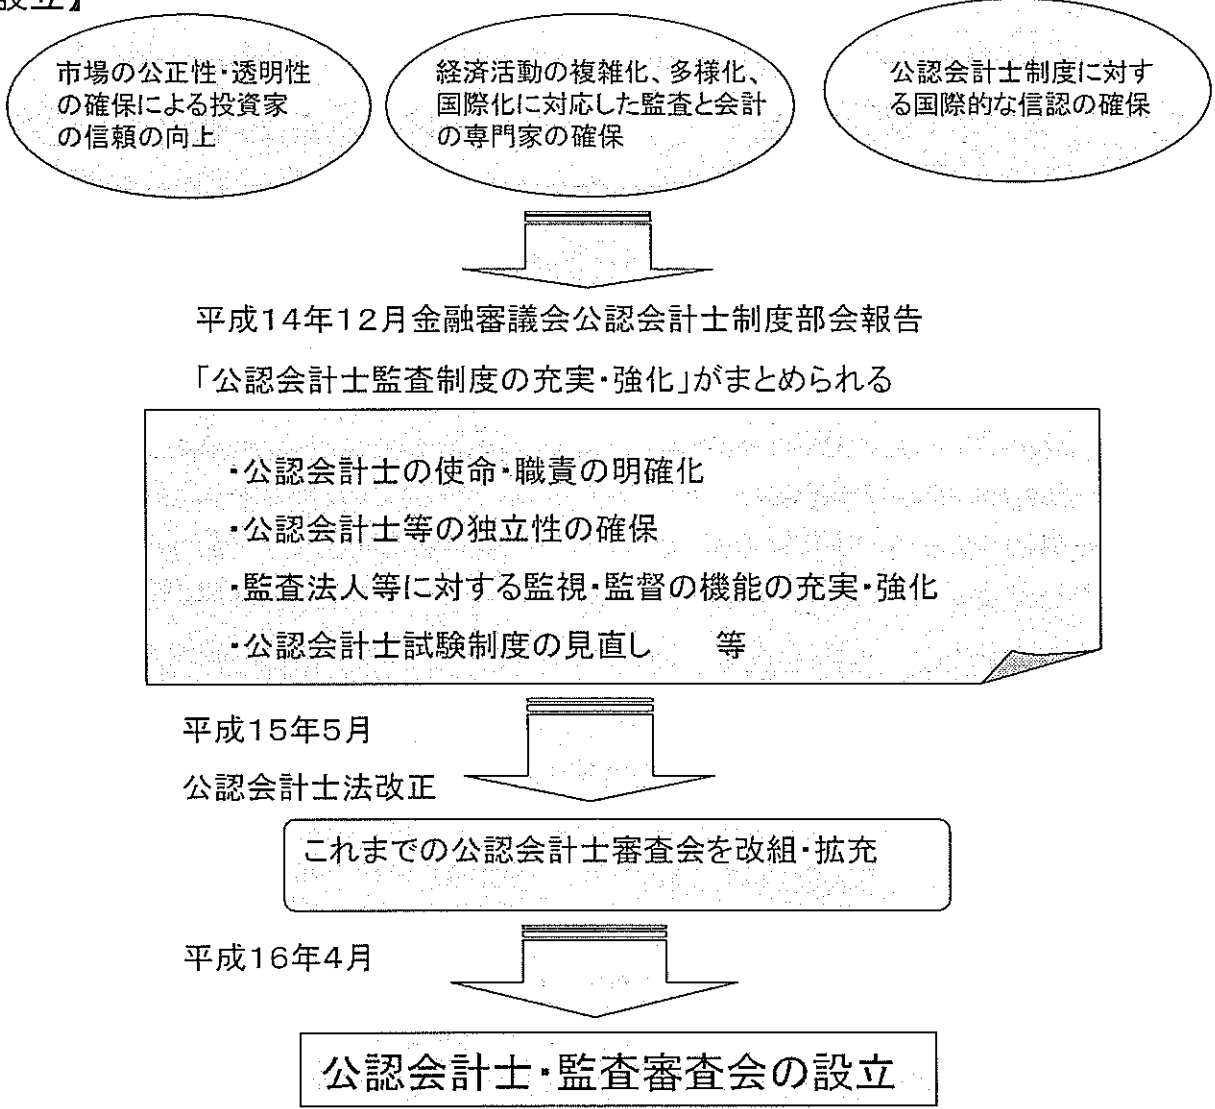 設立】
市場の公正性・透明性
の確保による投資家
の信頼の向上
経済活動の複雑化、多様化、
国際化に対応した監査と会計
の専門家の確保
公認会計士制度に対す
る国際的な信認の確保
平成14年12月金融審議会公認会計士制度部会報告
「公認会計士監査制度の充実・強化」がまとめられる
・公認会計士の使命・職責の明確化
・公認会計士等の独立性の確保
・監査法人等に対する監視・監督の機能の充実・強化
・公認会計士試験制度の見直し　等
平成15年5月
公認会計士法改正
これまでの公認会計士審査会を改組・拡充
平成16年4月
公認会計士・監査審査会の設立